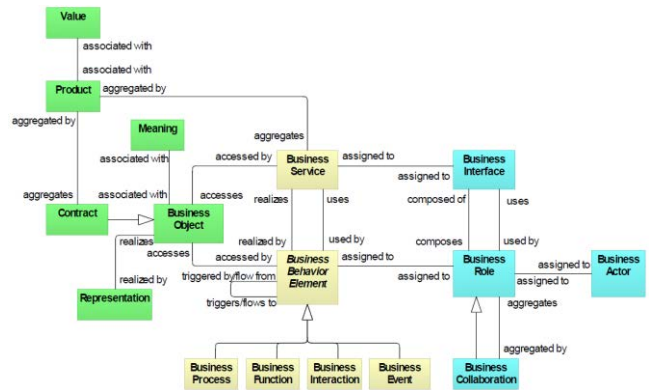 Value
associated with
associated with
Product
aggregated by
aggregated by
Meaning
aggregates
associated with
accessed by
Business
Service
assigned to
assigned to
Business
Interface
aggregates
associated with
accesses
realizes
uses
composed of
uses
Contract
Business
Object
realizes
accesses
accessed by
realized by
used by
composes
used by
triggered by/flow from
Business
Behavior
Element
assigned to
assigned to
Business
Role
assigned to
assigned to
Business
Actor
realized by
triggers/flows to
aggregates
Representation
aggregated by
Business
Process
Business
Function
Business
Interaction
Business
Event
Business
Collaboration